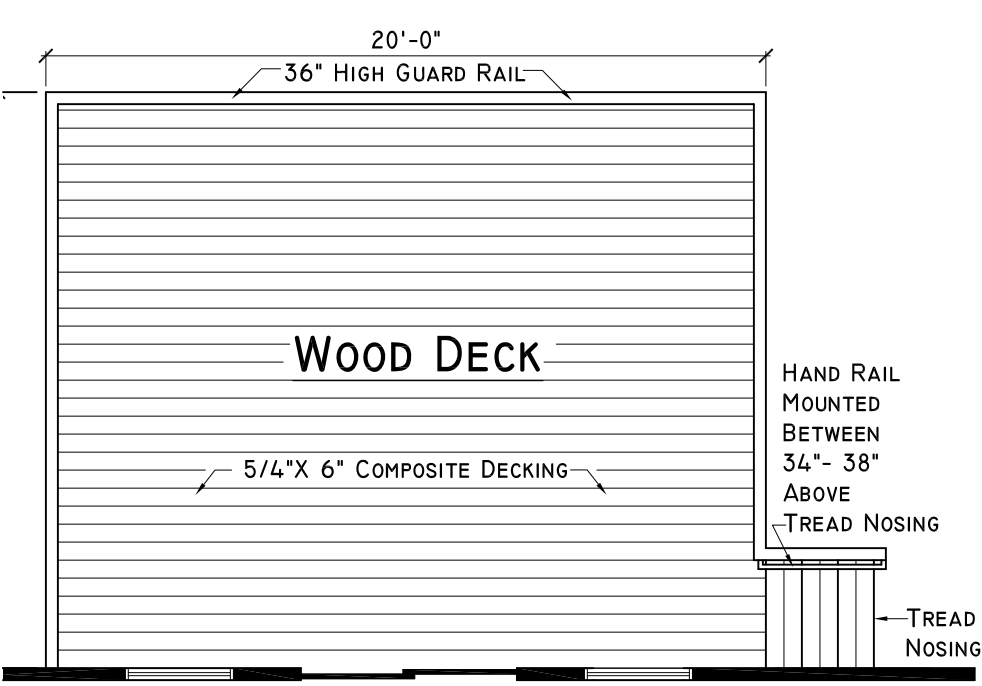 20'-0"
36" High Guard Rail
Wood Deck
Hand Rail
Mounted
Between
34"- 38"
Above
Tread Nosing
5/4"X 6" Composite Decking
Tread
Nosing